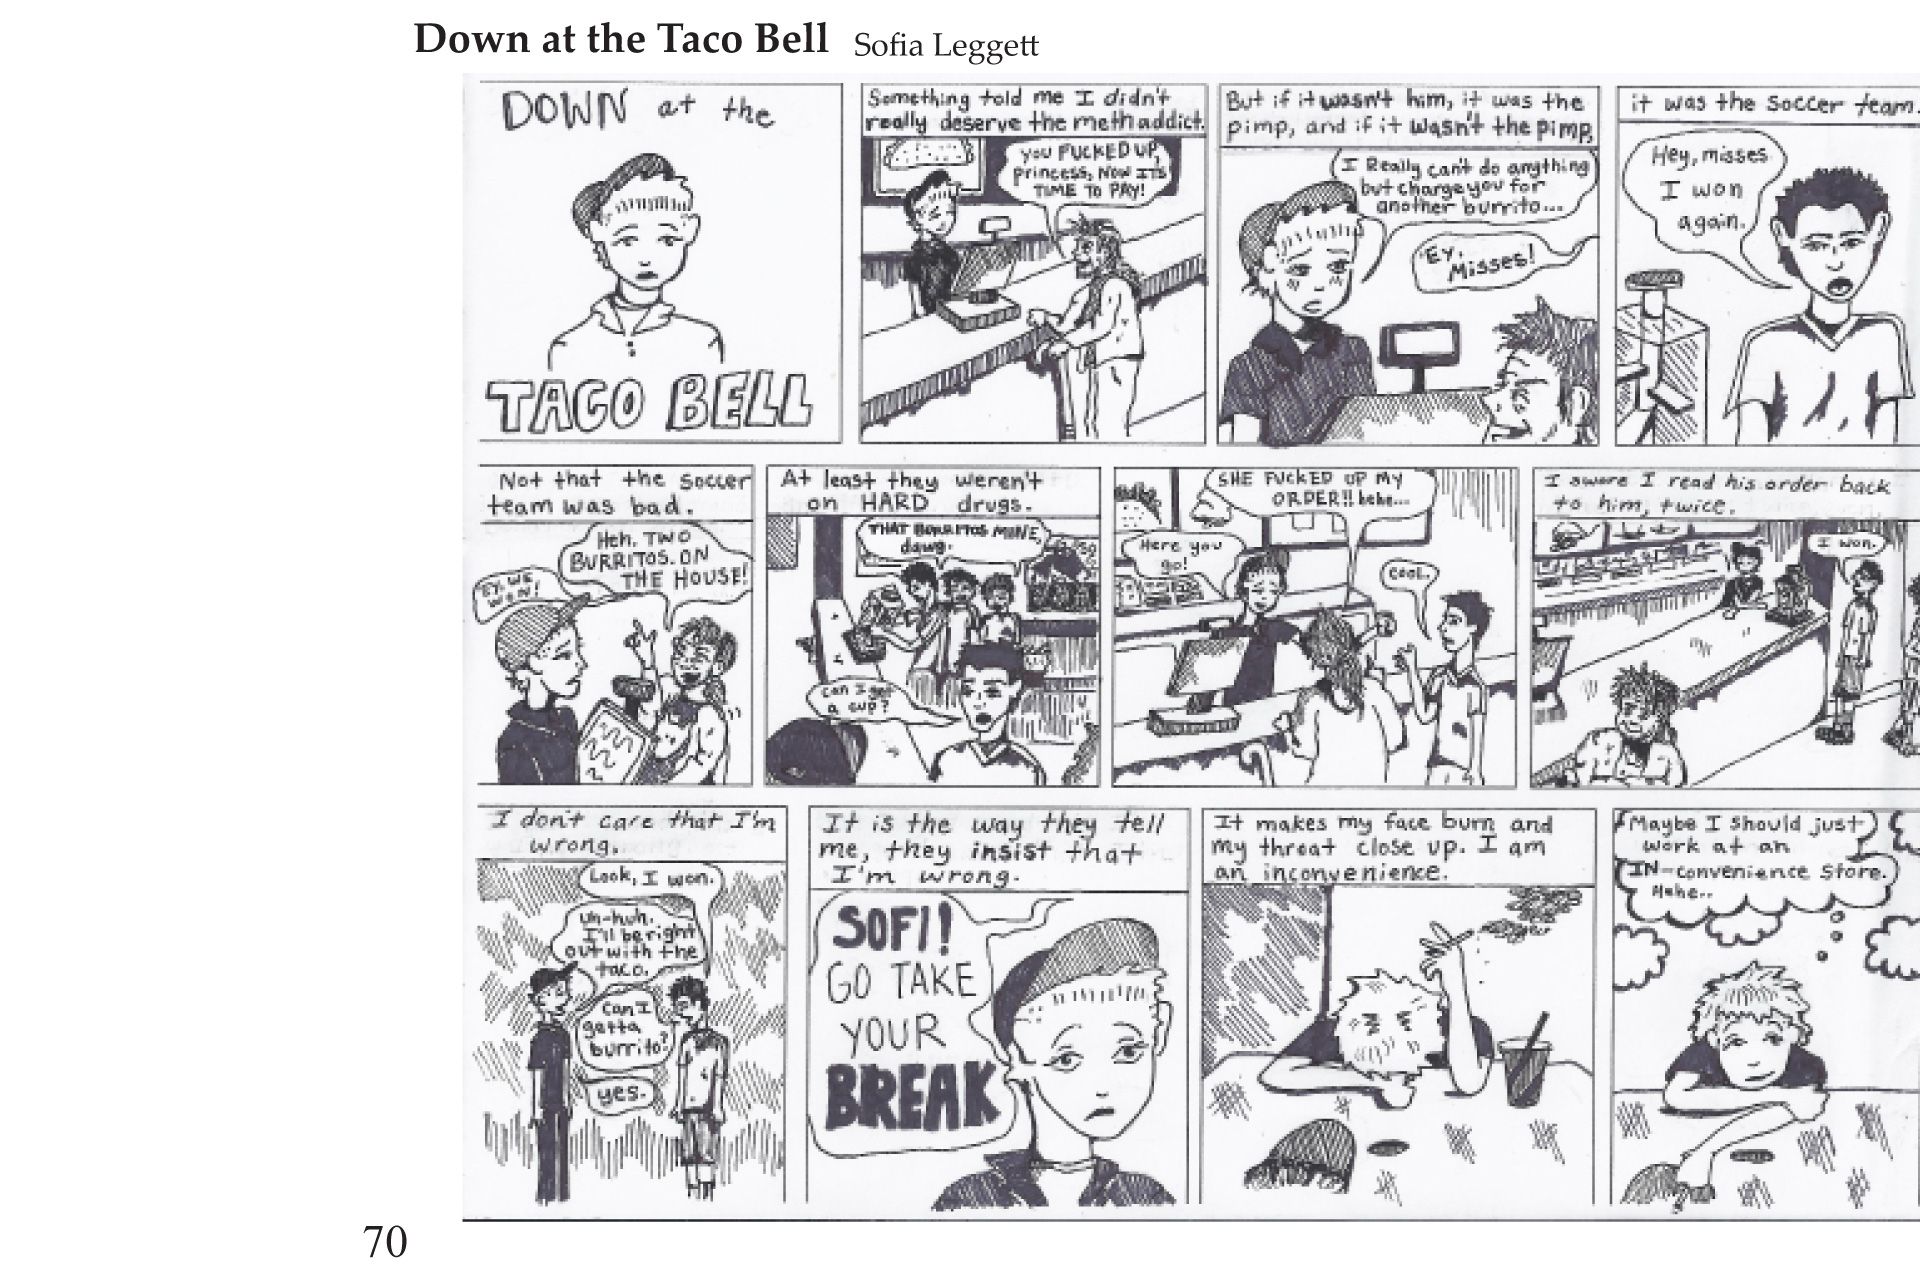 Down at the Taco Bell Sofia Leggett
DOWN at the
TACO BELL
Something told me I didn't
really deserve the meth addict.
you FUCKED UP,
princess, NOW IT'S
TIME TO PAY!
But if it wasn't him, it was the
pimp, and if it wasn't the pimp,
I Really can't do anything
but charge you for
another burrito...
EY,
Misses!
it was the soccer team.
Hey, misses
I won
again.
Not that the soccer
team was bad.
Heh. TWO
BURRITOS. ON
THE HOUSE!
EY, WE
WON!
At least they weren't
on HARD drugs.
THAT BURRITOS MINE
dawg.
can I get
a cup?
SHE FUCKED UP MY
ORDER!! hehe...
Here you
go!
cool.
I swore I read his order back
to him, twice.
I won.
I don't care that I'm
wrong.
Look, I won.
uh-huh.
I'll be right
out with the
taco.
Can I
getta
burrito?
yes.
It is the way they tell
me, they insist that
I'm wrong.
SOFI!
GO TAKE
YOUR
BREAK
It makes my face burn and
my throat close up. I am
an inconvenience.
Maybe I should just
work at an
IN-convenience store.
Hehe..
70